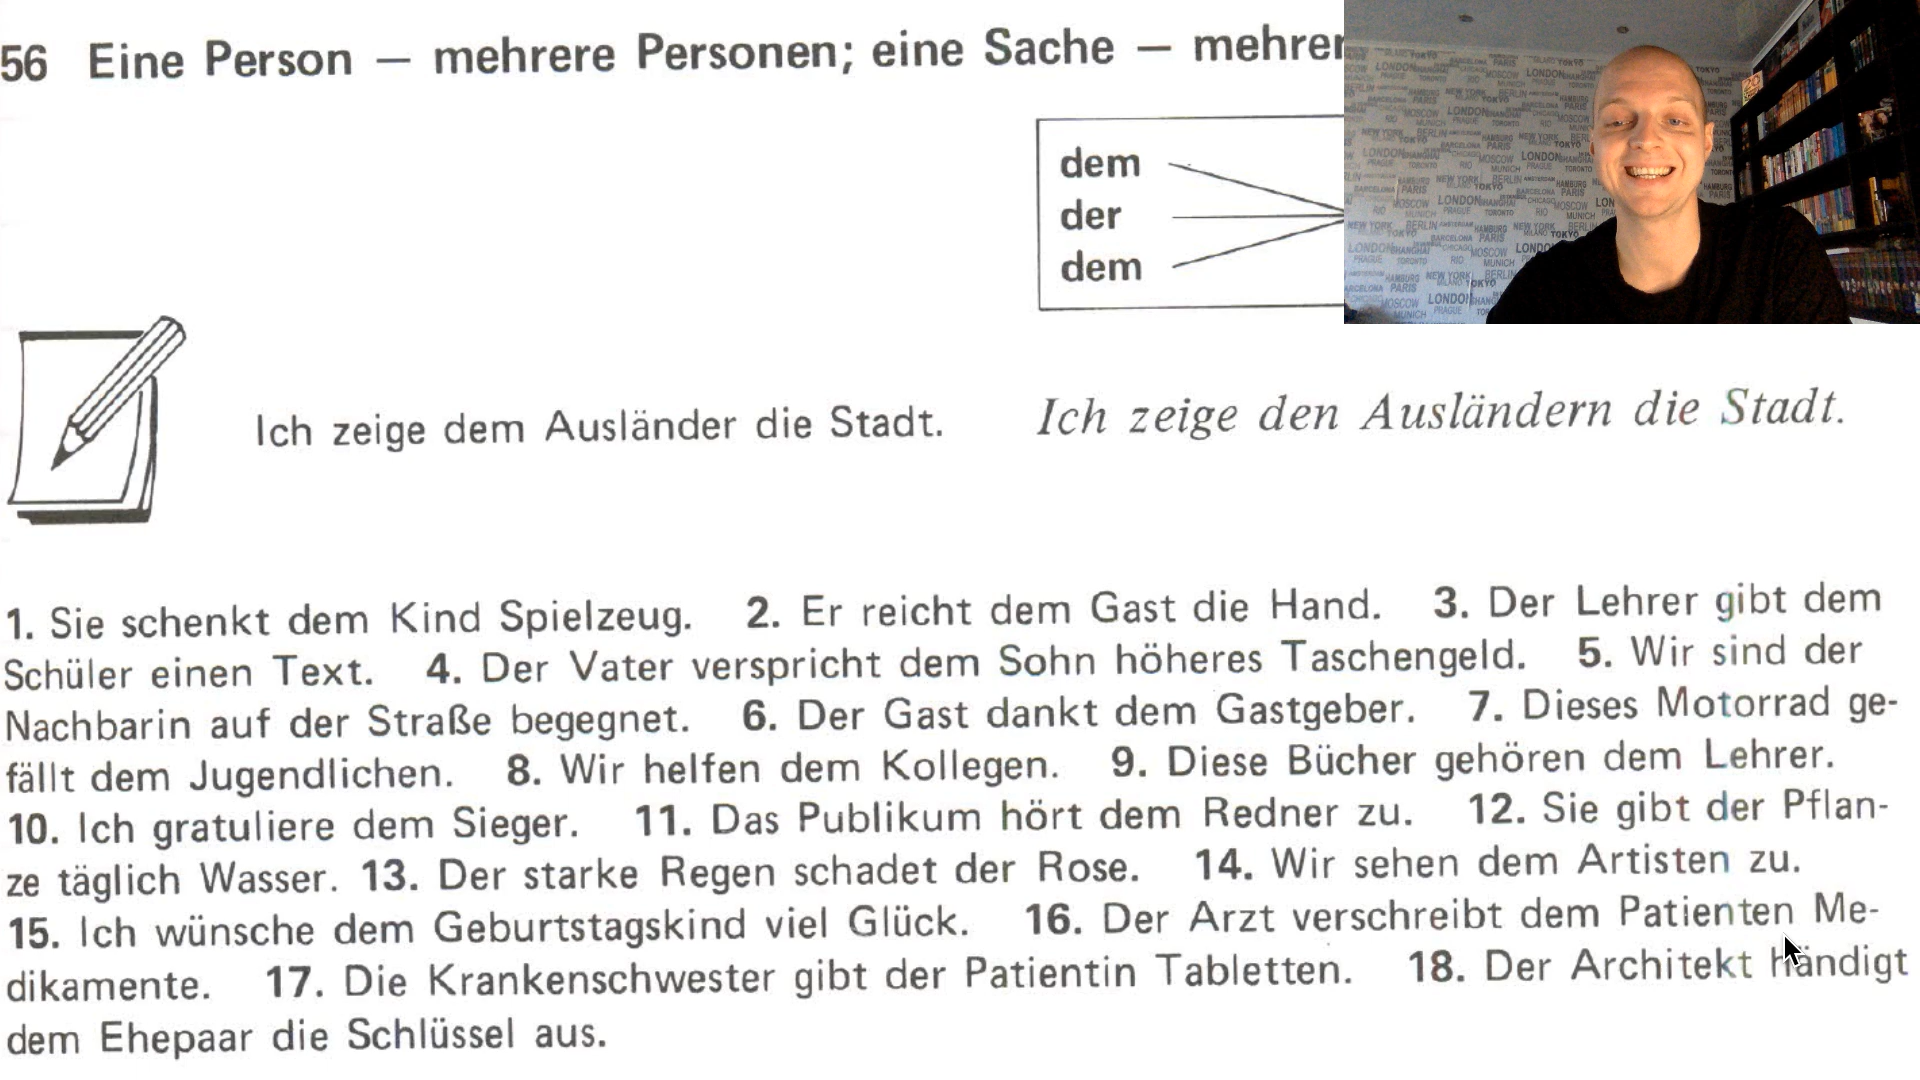 56 Eine Person — mehrere Personen; eine Sache —
dem
der
dem
Ich zeige dem Ausländer die Stadt. Ich zeige den Ausländern die Stadt.
1. Sie schenkt dem Kind Spielzeug. 2. Er reicht dem Gast die Hand. 3. Der Lehrer gibt dem
Schüler einen Text. 4. Der Vater verspricht dem Sohn höheres Taschengeld. 5. Wir sind der
Nachbarin auf der Straße begegnet. 6. Der Gast dankt dem Gastgeber. 7. Dieses Motorrad ge-
fällt dem Jugendlichen. 8. Wir helfen dem Kollegen. 9. Diese Bücher gehören dem Lehrer.
10. Ich gratuliere dem Sieger. 11. Das Publikum hört dem Redner zu. 12. Sie gibt der Pflan-
ze täglich Wasser. 13. Der starke Regen schadet der Rose. 14. Wir sehen dem Artisten zu.
15. Ich wünsche dem Geburtstagskind viel Glück. 16. Der Arzt verschreibt dem Patienten Me-
dikamente. 17. Die Krankenschwester gibt der Patientin Tabletten. 18. Der Architekt händigt
dem Ehepaar die Schlüssel aus.